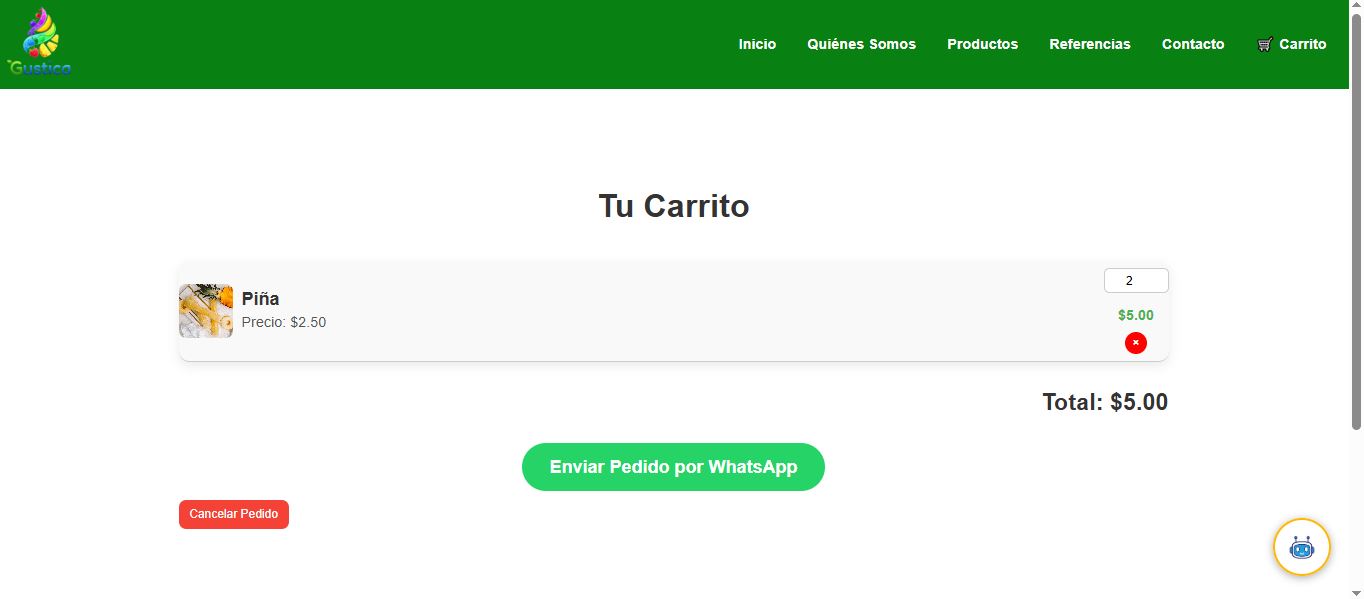 Gustico
Inicio Quiénes Somos Productos Referencias Contacto Carrito
Tu Carrito
Piña
Precio: $2.50
2
$5.00
×
Total: $5.00
Enviar Pedido por WhatsApp
Cancelar Pedido